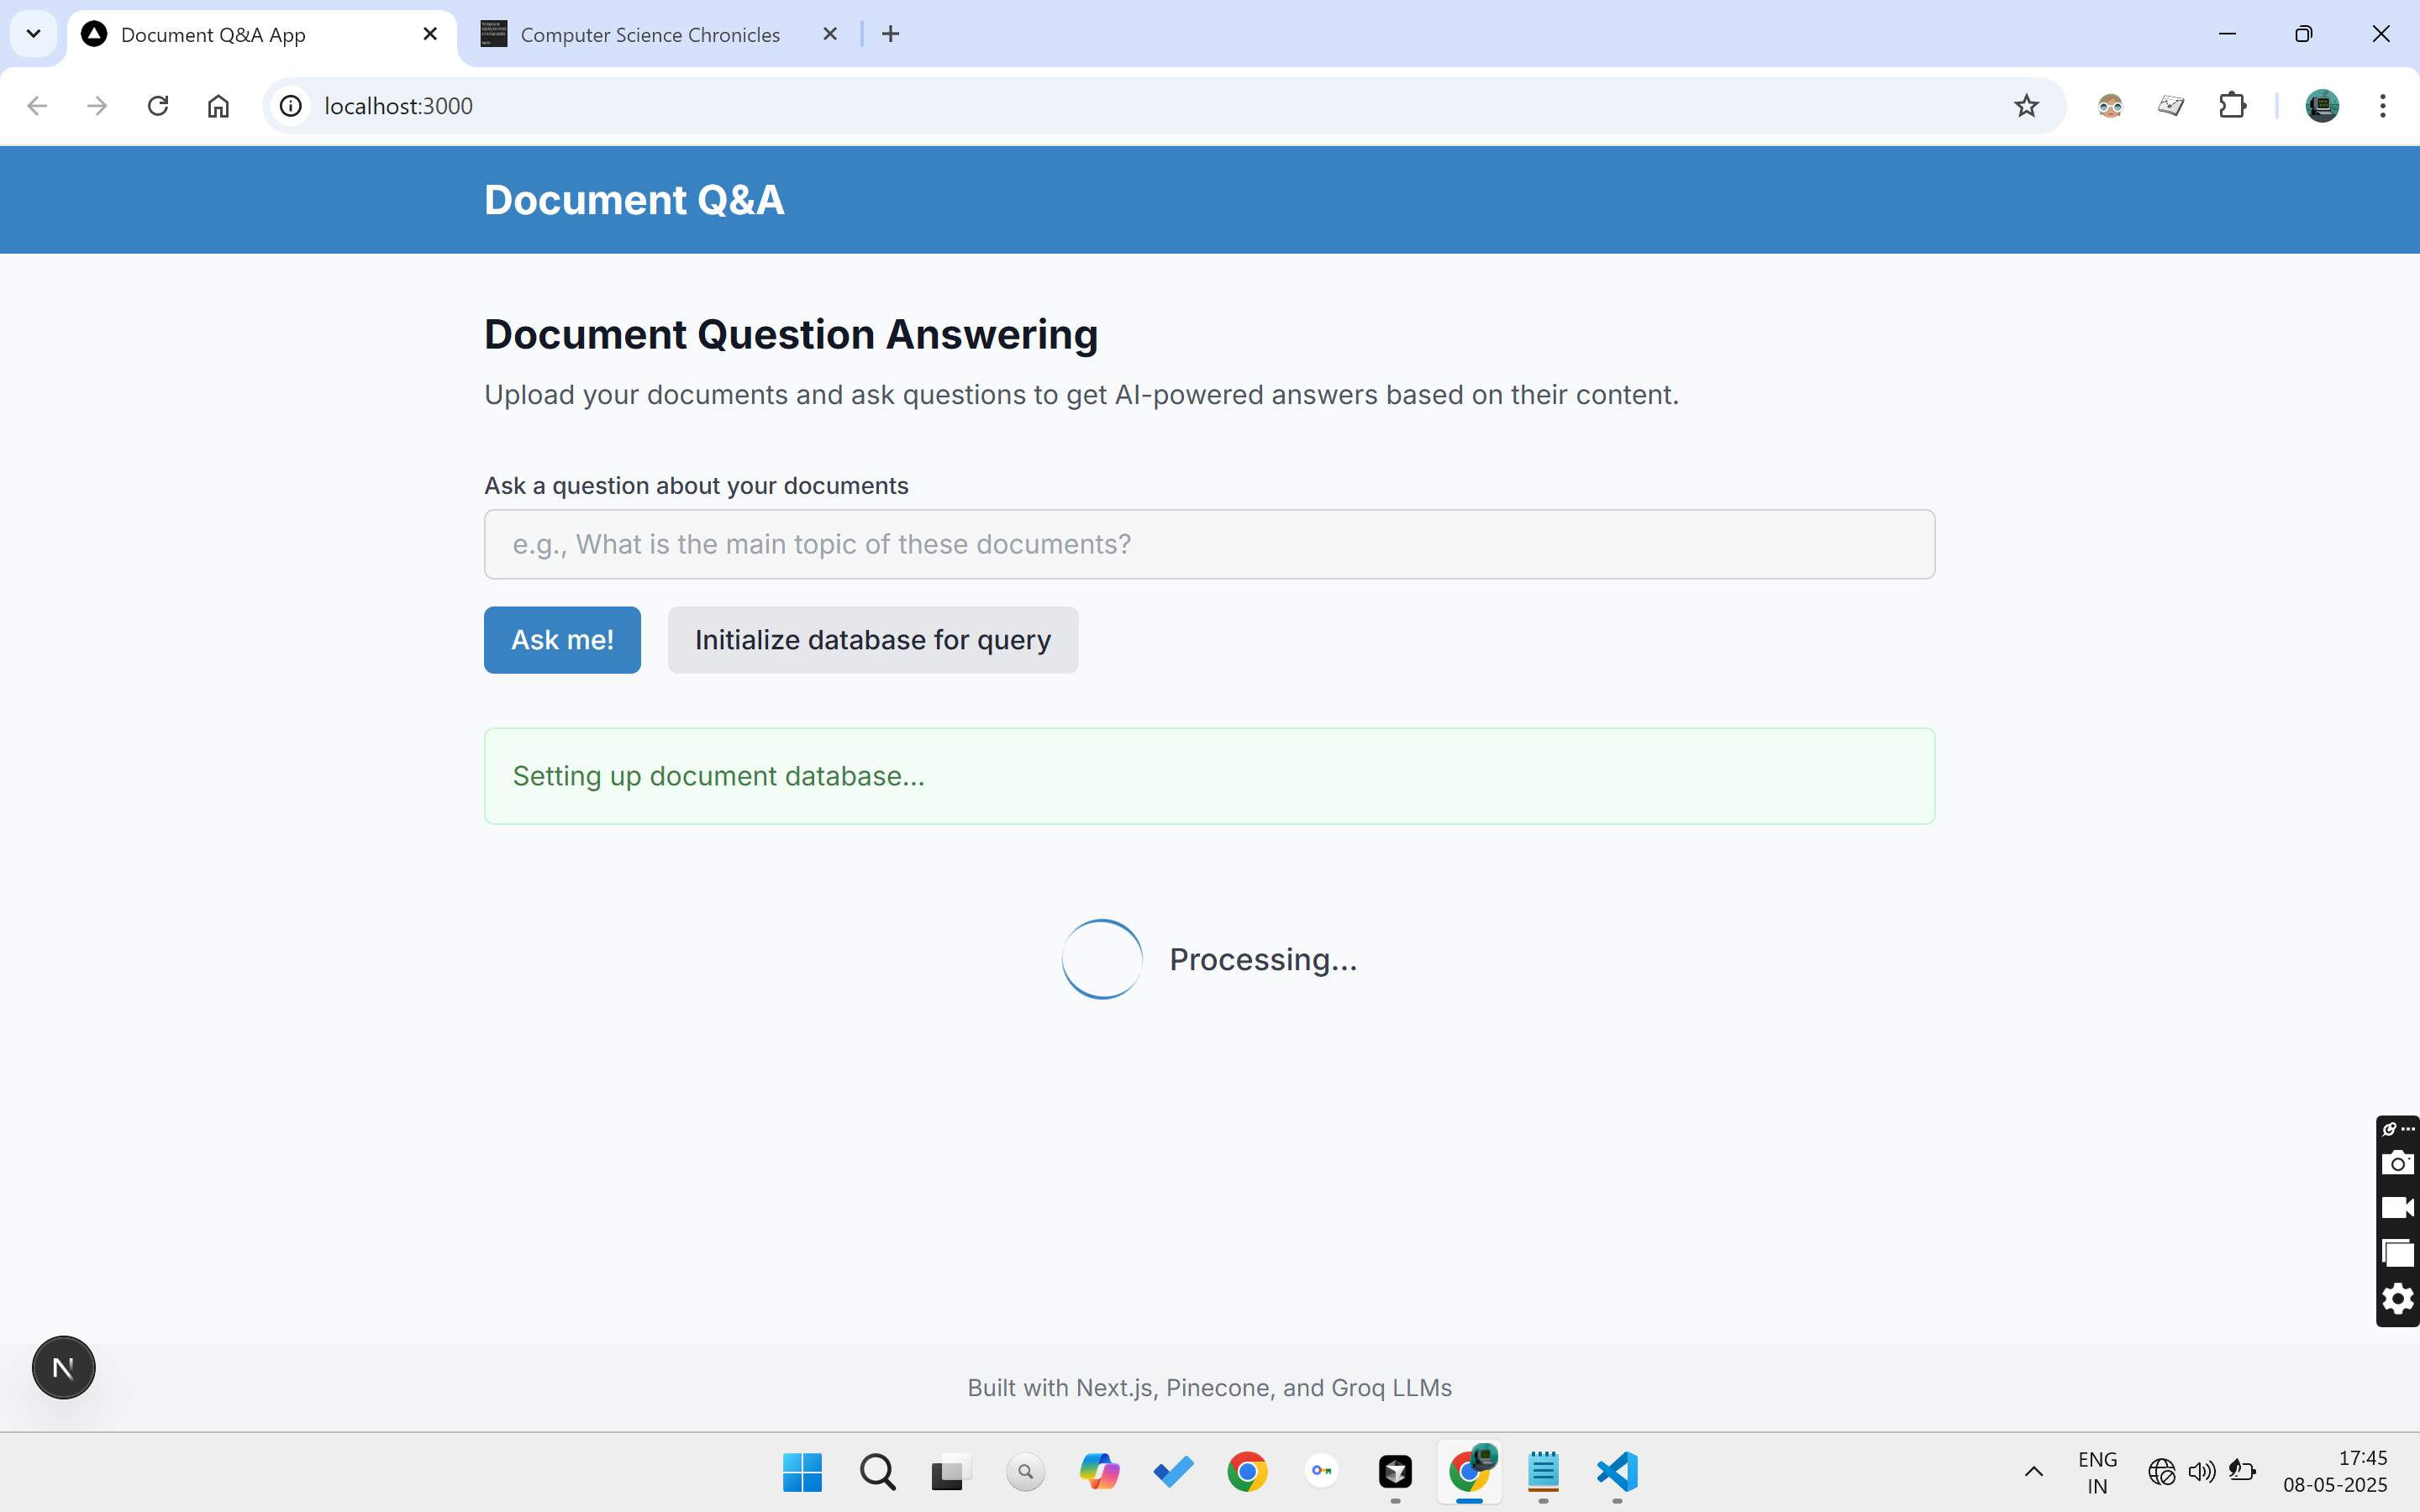 Document Q&A App
Computer Science Chronicles
localhost:3000
Document Q&A
Document Question Answering
Upload your documents and ask questions to get AI-powered answers based on their content.
Ask a question about your documents
e.g., What is the main topic of these documents?
Ask me!
Initialize database for query
Setting up document database...
Processing...
N
Built with Next.js, Pinecone, and Groq LLMs
ENG
IN
17:45
08-05-2025